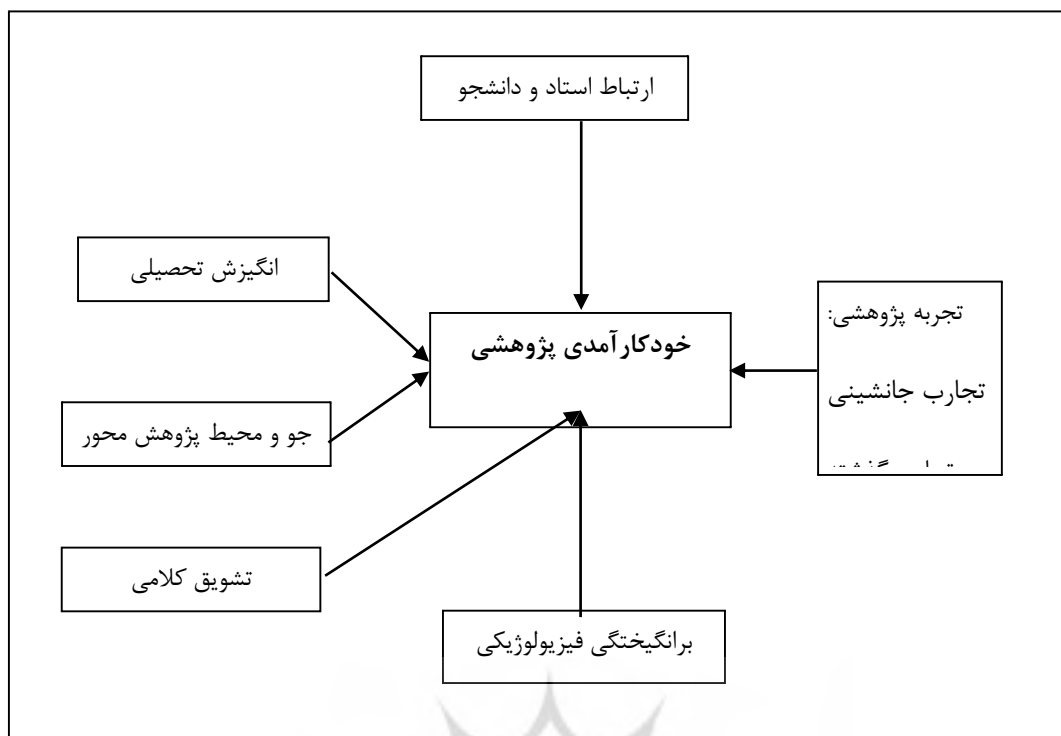 ارتباط استاد و دانشجو
انگیزش تحصیلی
خودکارآمدی پژوهشی
تجربه پژوهشی:
تجارب جانشینی
جو و محیط پژوهش محور
تشویق کلامی
برانگیختگی فیزیولوژیکی